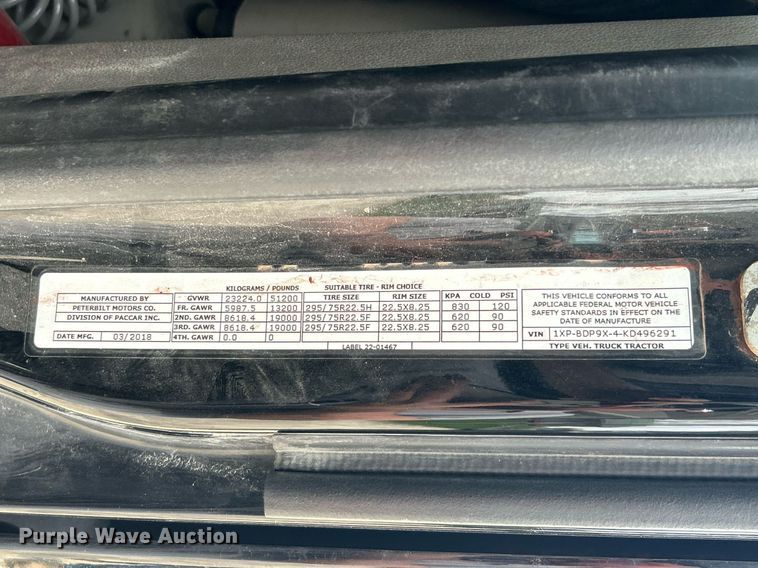 KILOGRAMS / POUNDS SUITABLE TIRE - RIM CHOICE
MANUFACTURED BY
PETERBILT MOTORS CO.
DIVISION OF PACCAR INC.
DATE MFG. 03/2018
GVWR 23224.0 51200 TIRE SIZE RIM SIZE KPA COLD PSI
FR. GAWR 5987.5 13200 295/75R22.5H 22.5X8.25 830 120
2ND. GAWR 8618.4 19000 295/75R22.5F 22.5X8.25 620 90
3RD. GAWR 8618.4 19000 295/75R22.5F 22.5X8.25 620 90
4TH. GAWR 0.0 0
LABEL 22-01467
THIS VEHICLE CONFORMS TO ALL
APPLICABLE FEDERAL MOTOR VEHICLE
SAFETY STANDARDS IN EFFECT ON THE
DATE OF MANUFACTURE
VIN 1XP-BDP9X-4-KD496291
TYPE VEH. TRUCK TRACTOR
Purple Wave Auction